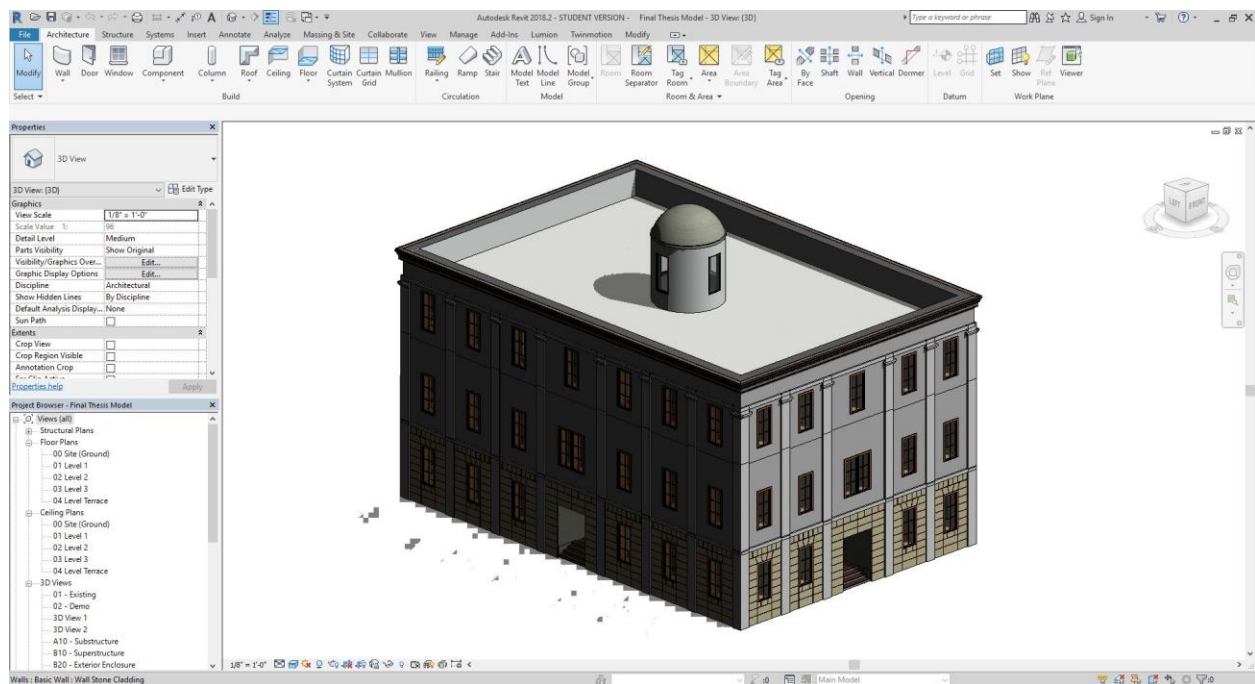 Autodesk Revit 2018.2 - STUDENT VERSION - Final Thesis Model - 3D View: {3D}
Type a keyword or phrase
Sign In
File Architecture Structure Systems Insert Annotate Analyze Massing & Site Collaborate View Manage Add-Ins Lumion Twinmotion Modify
Modify Wall Door Window Component Column Roof Ceiling Floor Curtain System Curtain Grid Mullion Railing Ramp Stair Model Text Model Line Model Group Room Room Separator Tag Room Area Area Boundary Tag Area By Face Shaft Wall Vertical Dormer Level Grid Set Show Ref Plane Viewer
Select Build Circulation Model Room & Area Opening Datum Work Plane
Properties
3D View
3D View: {3D} Edit Type
Graphics
View Scale 1/8" = 1'-0"
Scale Value 1: 96
Detail Level Medium
Parts Visibility Show Original
Visibility/Graphics Over... Edit...
Graphic Display Options Edit...
Discipline Architectural
Show Hidden Lines By Discipline
Default Analysis Display... None
Sun Path
Extents
Crop View
Crop Region Visible
Annotation Crop
Properties help Apply
Project Browser - Final Thesis Model
Views (all)
Structural Plans
Floor Plans
00 Site (Ground)
01 Level 1
02 Level 2
03 Level 3
04 Level Terrace
Ceiling Plans
00 Site (Ground)
01 Level 1
02 Level 2
03 Level 3
04 Level Terrace
3D Views
01 - Existing
02 - Demo
3D View 1
3D View 2
A10 - Substructure
B10 - Superstructure
B20 - Exterior Enclosure
LEFT FRONT
1/8" = 1'-0"
Walls : Basic Wall : Wall Stone Cladding
:0
Main Model
:0